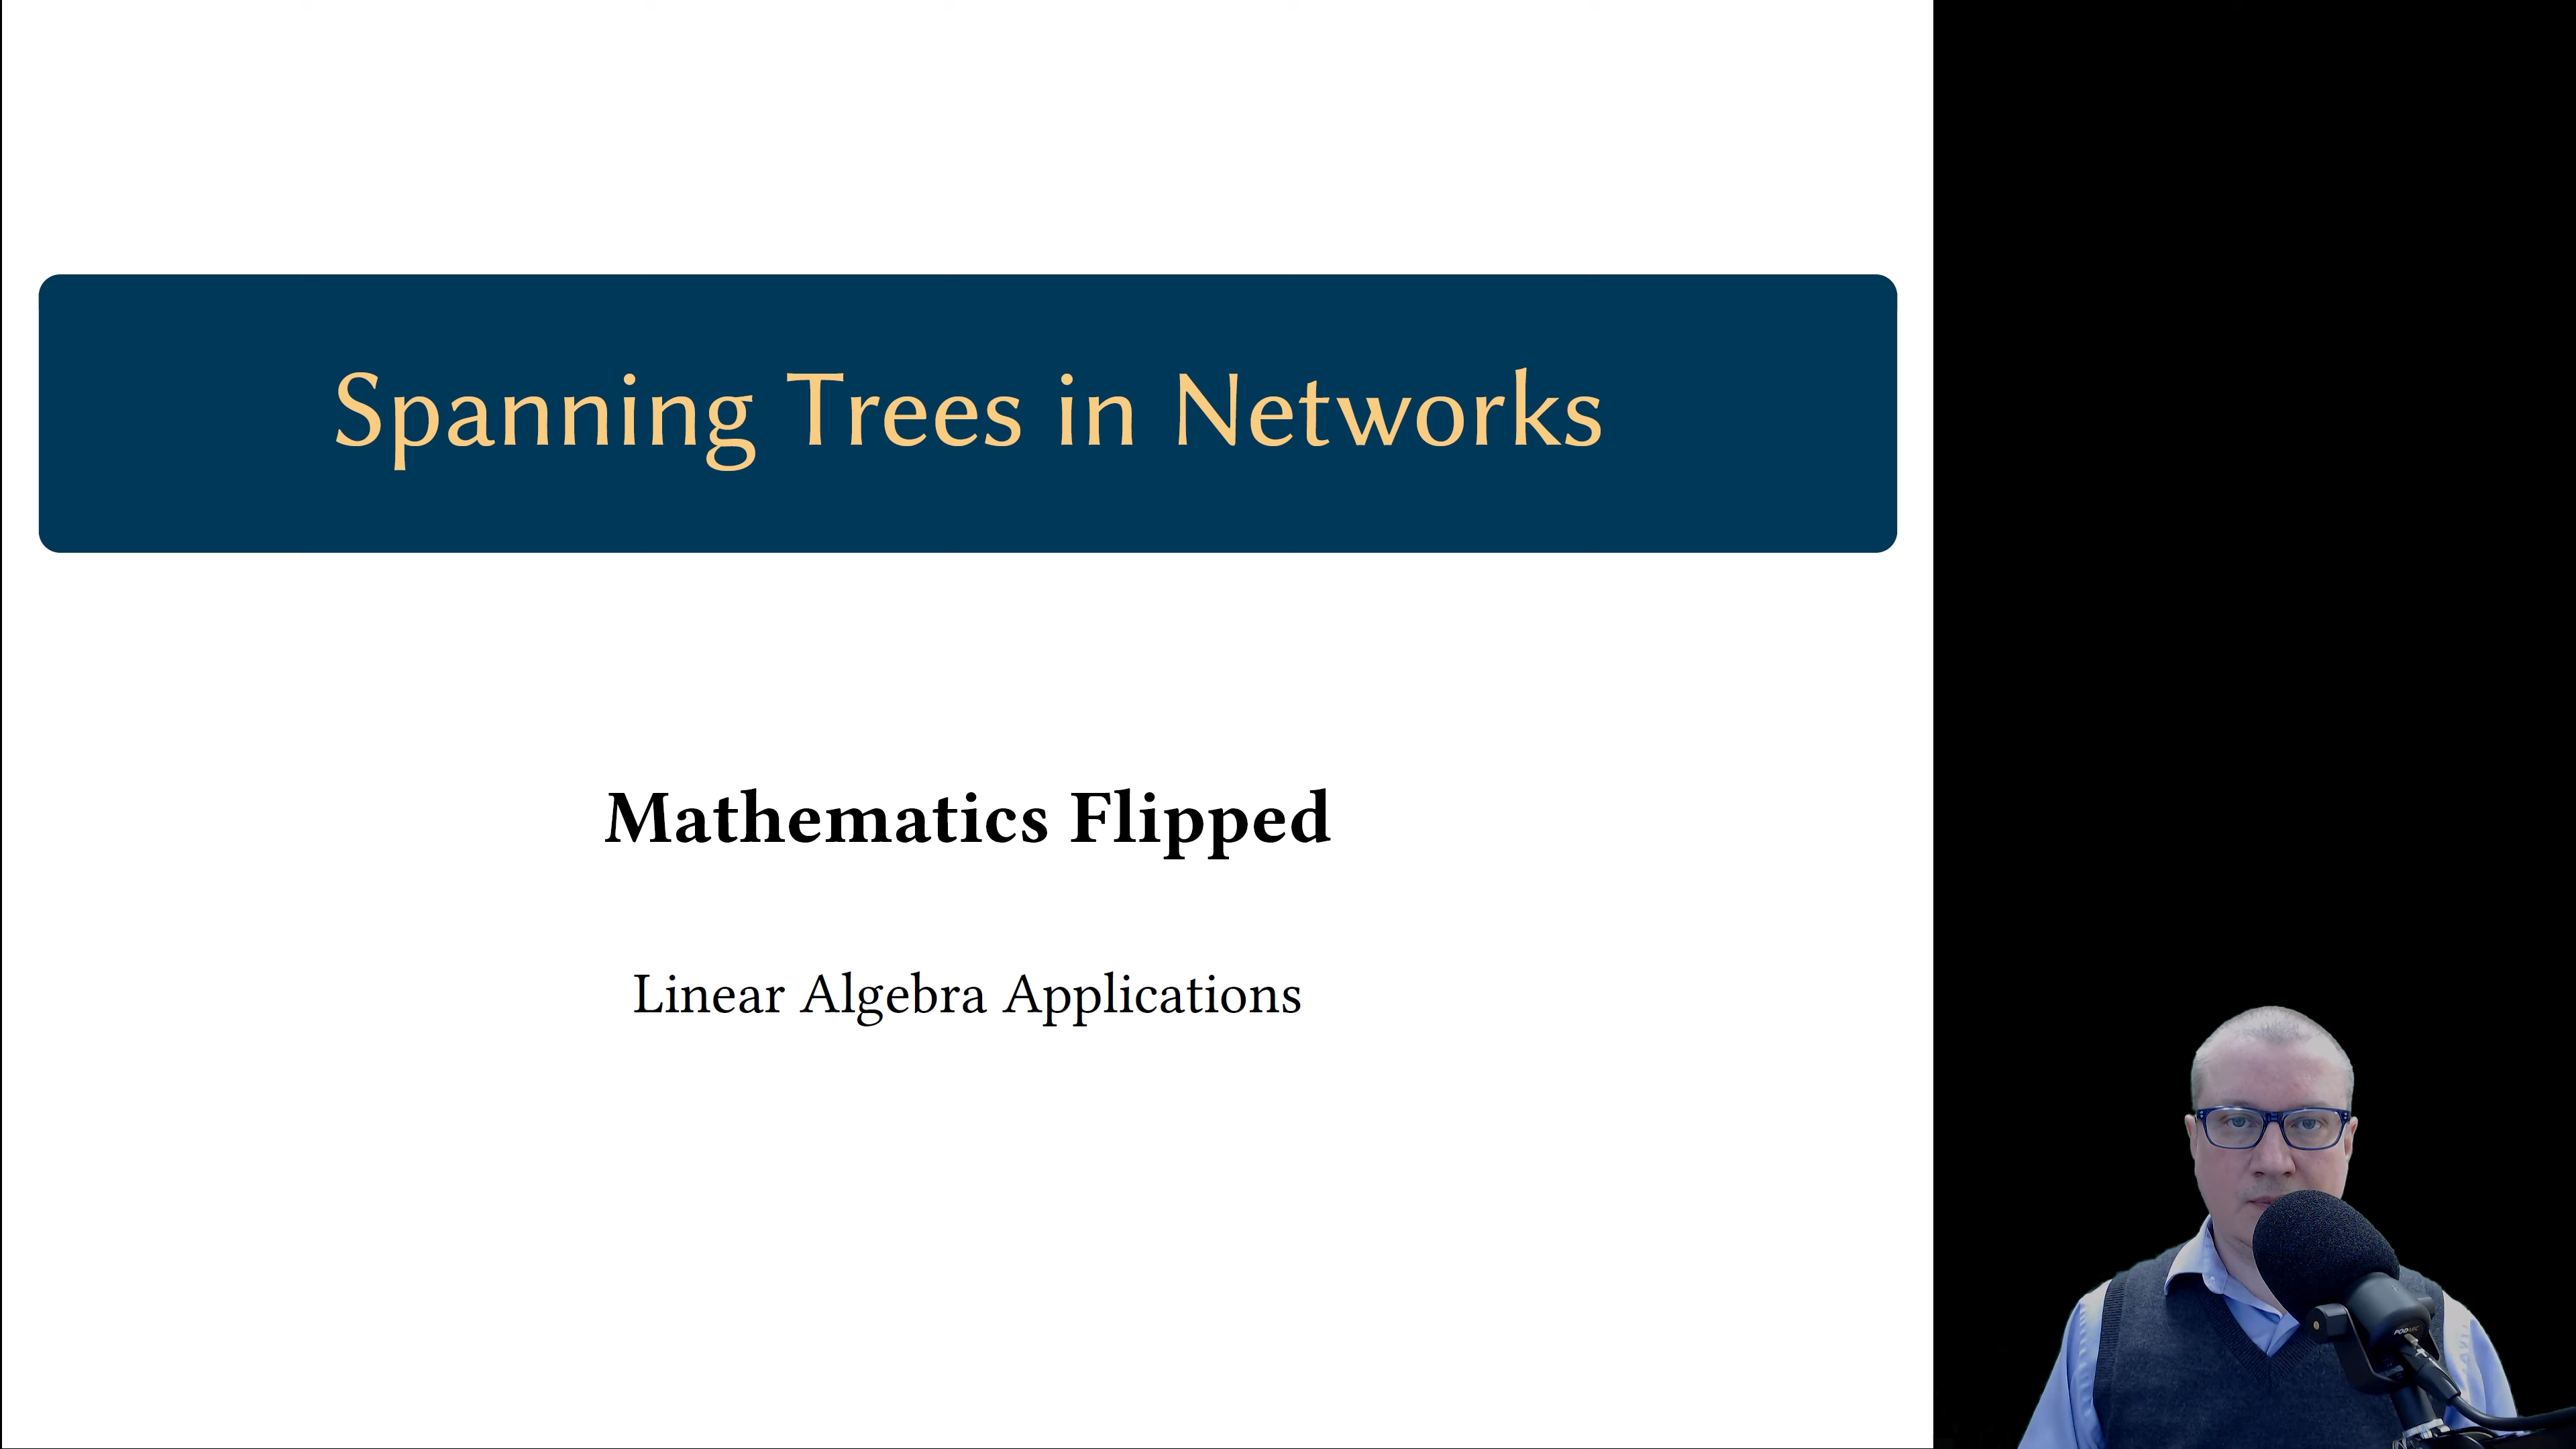 Spanning Trees in Networks
Mathematics Flipped
Linear Algebra Applications